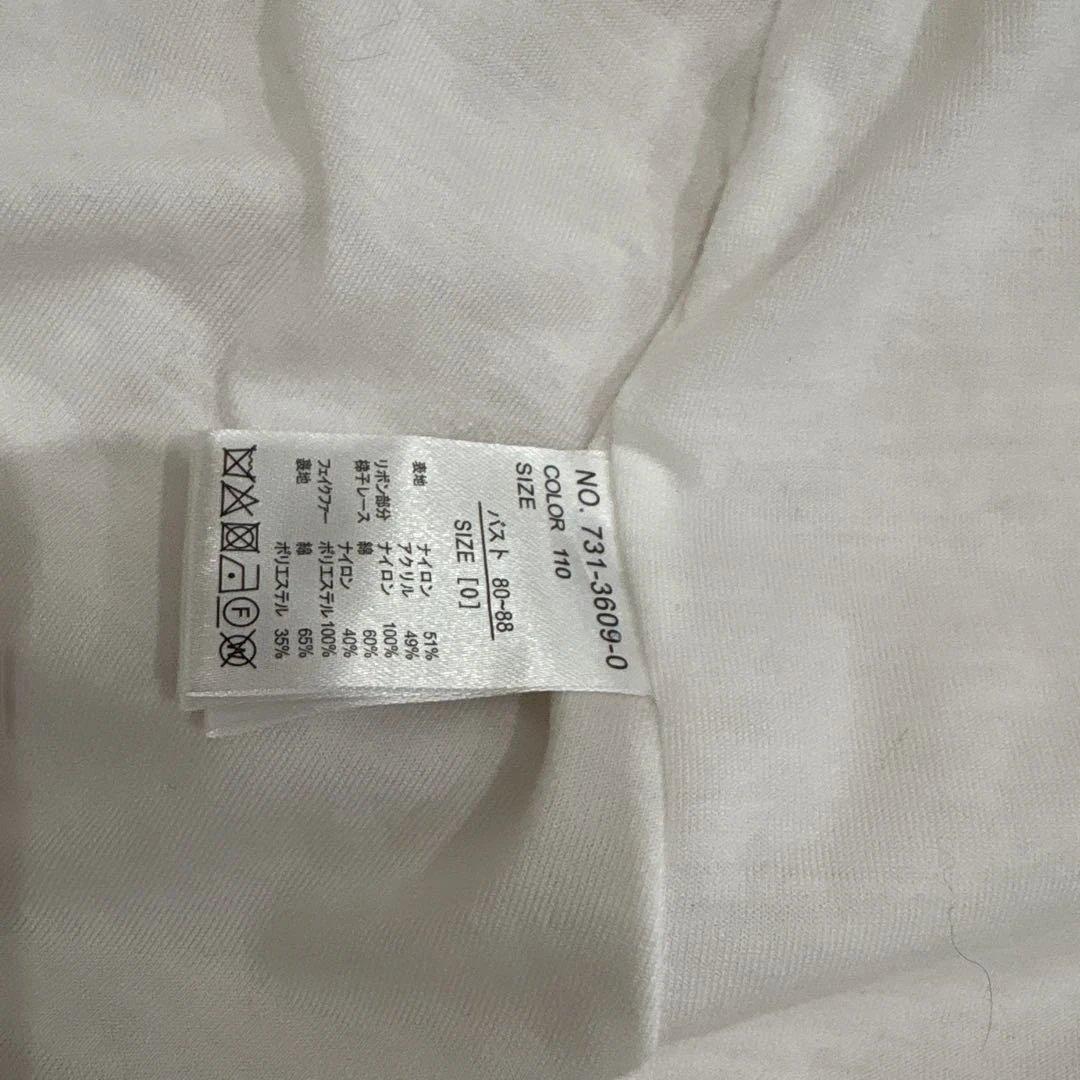 NO. 731-3609-0
COLOR 110
SIZE
バスト 80~88
SIZE [0]
表地 ナイロン 51%
アクリル 49%
リボン部分 ナイロン 100%
梯子レース 綿 60%
ナイロン 40%
フェイクファー ポリエステル 100%
裏地 綿 65%
ポリエステル 35%
F
W